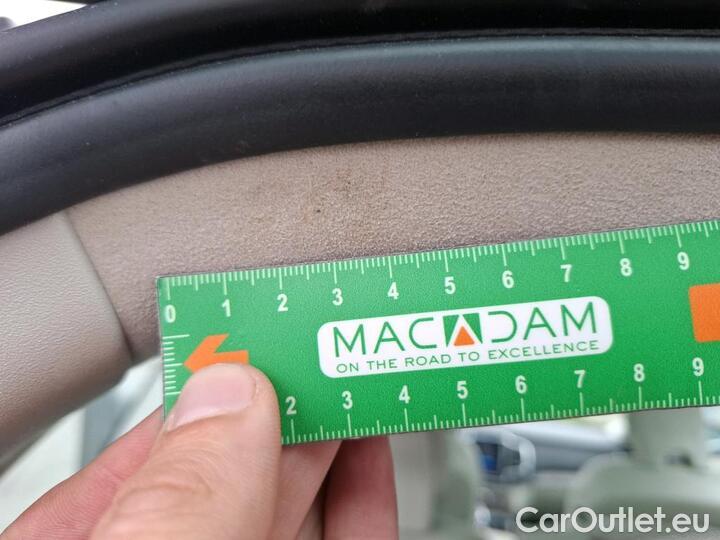 0 1 2 3 4 5 6 7 8 9
MACADAM
ON THE ROAD TO EXCELLENCE
2 3 4 5 6 7 8 9
CarOutlet.eu